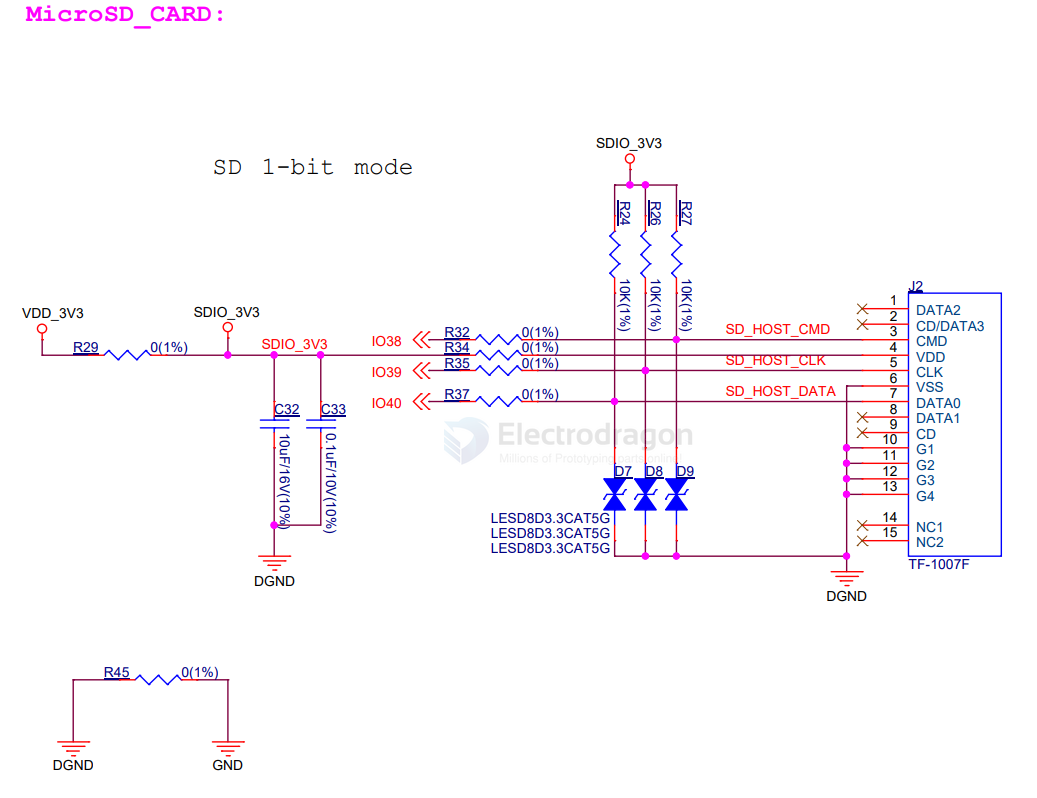 MicroSD_CARD:
SD 1-bit mode
SDIO_3V3
R24
R26
R27
10K(1%)
10K(1%)
10K(1%)
J2
VDD_3V3
SDIO_3V3
R29
0(1%)
SDIO_3V3
IO38
R32
0(1%)
R34
0(1%)
IO39
R35
0(1%)
IO40
R37
0(1%)
SD_HOST_CMD
SD_HOST_CLK
SD_HOST_DATA
1 DATA2
2 CD/DATA3
3 CMD
4 VDD
5 CLK
6 VSS
7 DATA0
8 DATA1
9 CD
10 G1
11 G2
12 G3
13 G4
14 NC1
15 NC2
TF-1007F
C32
C33
10uF/16V(10%)
0.1uF/10V(10%)
Electrodragon
Millions of Prototyping parts online
D7
D8
D9
LESD8D3.3CAT5G
LESD8D3.3CAT5G
LESD8D3.3CAT5G
DGND
DGND
R45
0(1%)
DGND
GND